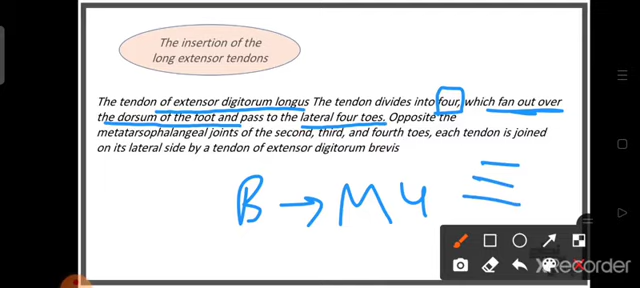 The insertion of the
long extensor tendons
The tendon of extensor digitorum longus The tendon divides into four, which fan out over
the dorsum of the foot and pass to the lateral four toes. Opposite the
metatarsophalangeal joints of the second, third, and fourth toes, each tendon is joined
on its lateral side by a tendon of extensor digitorum brevis
B → M 4
XRecorder